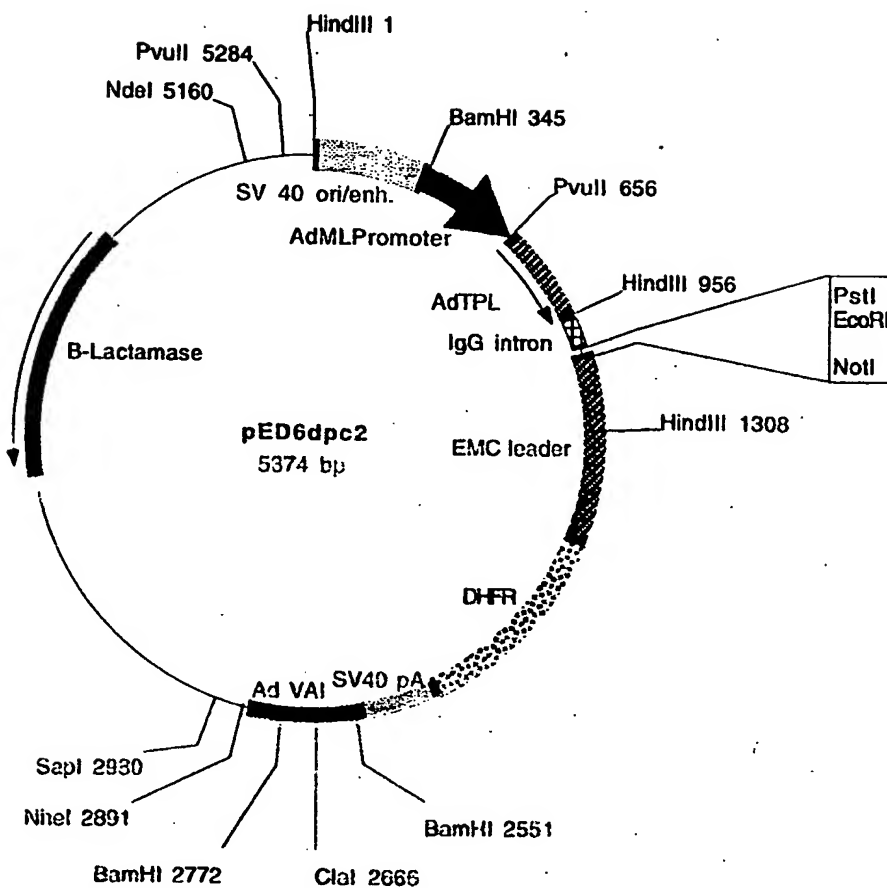 HindIII 1
PvuII 5284
NdeI 5160
BamHI 345
SV 40 ori/enh.
PvuII 656
AdMLPromoter
HindIII 956
AdTPL
PstI
EcoRI
IgG intron
B-Lactamase
NotI
pED6dpc2
5374 bp
EMC leader
HindIII 1308
DHFR
SV40 pA
Ad VAI
SapI 2930
NheI 2891
BamHI 2551
BamHI 2772
ClaI 2666